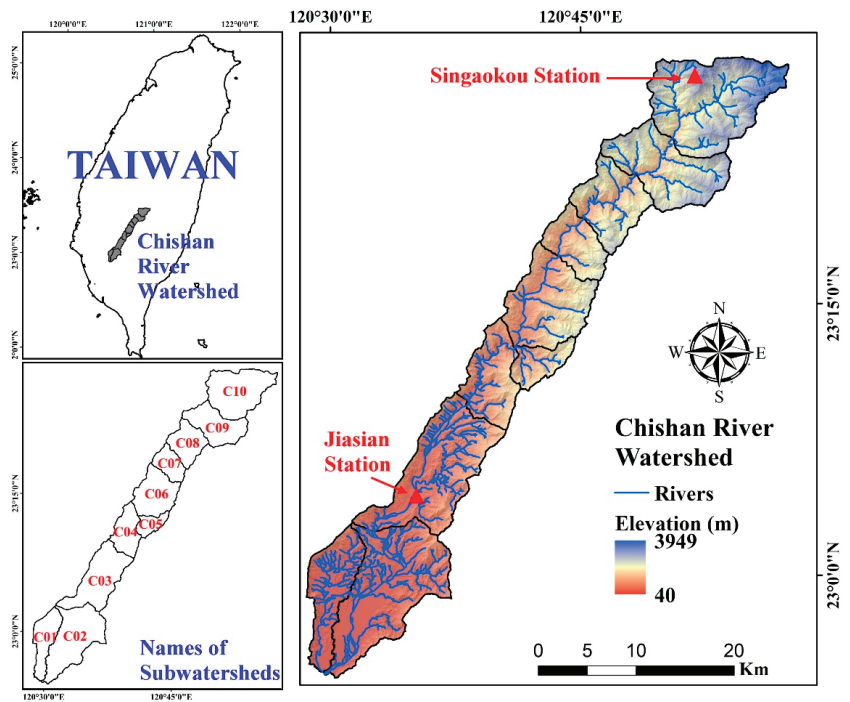 120°0'0"E
121°0'0"E
122°0'0"E
25°0'0"N
24°0'0"N
23°0'0"N
22°0'0"N
TAIWAN
Chishan
River
Watershed
C10
C09
C08
C07
C06
C05
C04
C03
C02
C01
23°15'0"N
23°0'0"N
Names of
Subwatersheds
120°30'0"E
120°45'0"E
120°30'0"E
120°45'0"E
Singaokou Station
23°15'0"N
N
W
E
S
Jiasian
Station
Chishan River
Watershed
Rivers
Elevation (m)
3949
40
23°0'0"N
0
5
10
20
Km